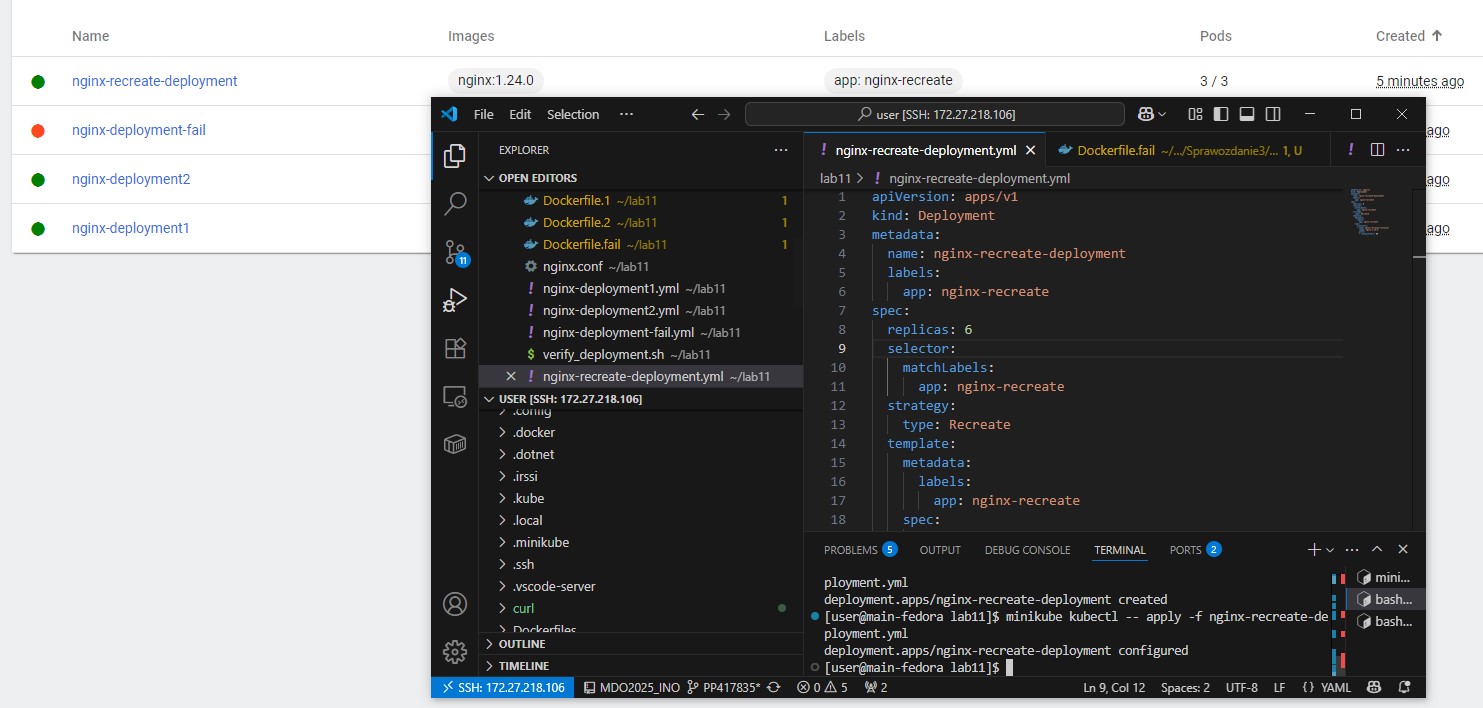 Name Images Labels Pods Created
nginx-recreate-deployment nginx:1.24.0 app: nginx-recreate 3 / 3 5 minutes ago
nginx-deployment-fail ago
nginx-deployment2 ago
nginx-deployment1 ago
File Edit Selection ··· user [SSH: 172.27.218.106]
EXPLORER ···
OPEN EDITORS
Dockerfile.1 ~/lab11 1
Dockerfile.2 ~/lab11 1
Dockerfile.fail ~/lab11 1
nginx.conf ~/lab11
! nginx-deployment1.yml ~/lab11
! nginx-deployment2.yml ~/lab11
! nginx-deployment-fail.yml ~/lab11
$ verify_deployment.sh ~/lab11
! nginx-recreate-deployment.yml ~/lab11
USER [SSH: 172.27.218.106]
.config
.docker
.dotnet
.irssi
.kube
.local
.minikube
.ssh
.vscode-server
curl
Dockerfiles
OUTLINE
TIMELINE
11
! nginx-recreate-deployment.yml Dockerfile.fail ~/.../Sprawozdanie3/... 1, U ! ···
lab11 > ! nginx-recreate-deployment.yml
1 apiVersion: apps/v1
2 kind: Deployment
3 metadata:
4 name: nginx-recreate-deployment
5 labels:
6 app: nginx-recreate
7 spec:
8 replicas: 6
9 selector:
10 matchLabels:
11 app: nginx-recreate
12 strategy:
13 type: Recreate
14 template:
15 metadata:
16 labels:
17 app: nginx-recreate
18 spec:
PROBLEMS 5 OUTPUT DEBUG CONSOLE TERMINAL PORTS 2
ployment.yml
deployment.apps/nginx-recreate-deployment created
[user@main-fedora lab11]$ minikube kubectl -- apply -f nginx-recreate-de
ployment.yml
deployment.apps/nginx-recreate-deployment configured
[user@main-fedora lab11]$
mini...
bash...
bash...
SSH: 172.27.218.106 MDO2025_INO PP417835* 0 5 2 Ln 9, Col 12 Spaces: 2 UTF-8 LF {} YAML